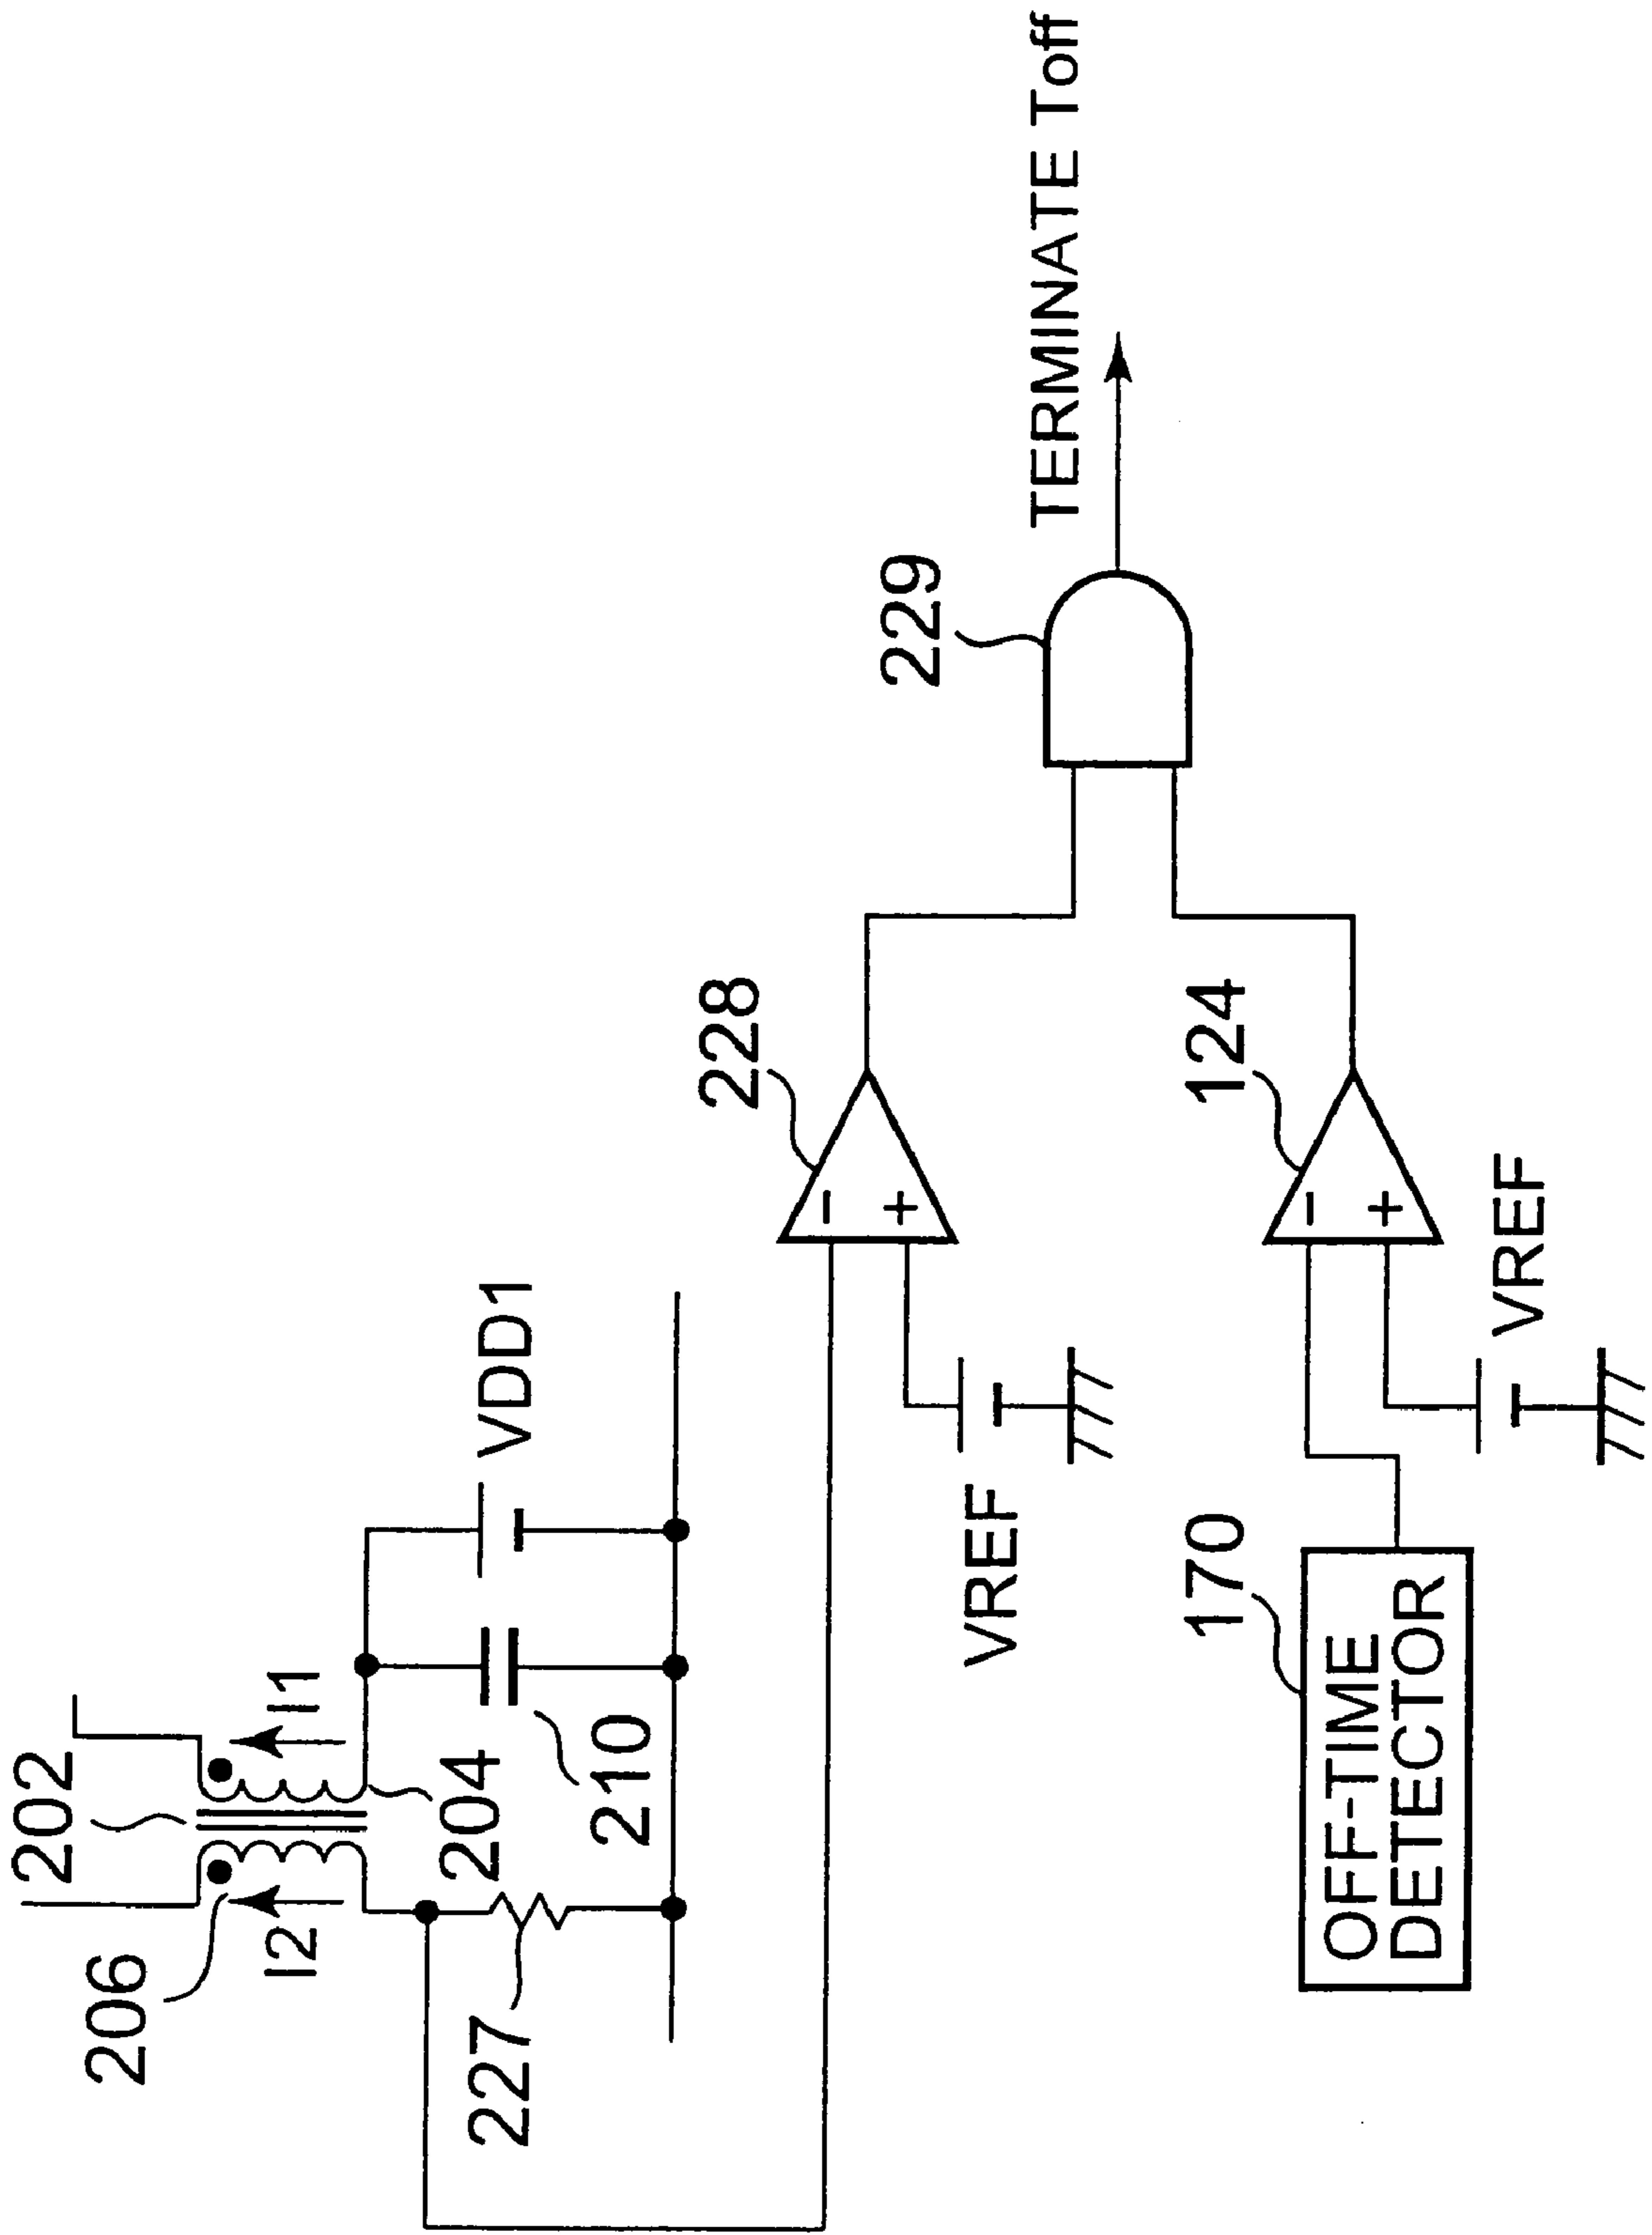 206
202
I2
I1
227
204
210
VDD1
228
VREF
229
TERMINATE Toff
170
OFF-TIME
DETECTOR
124
VREF
-
+
-
+